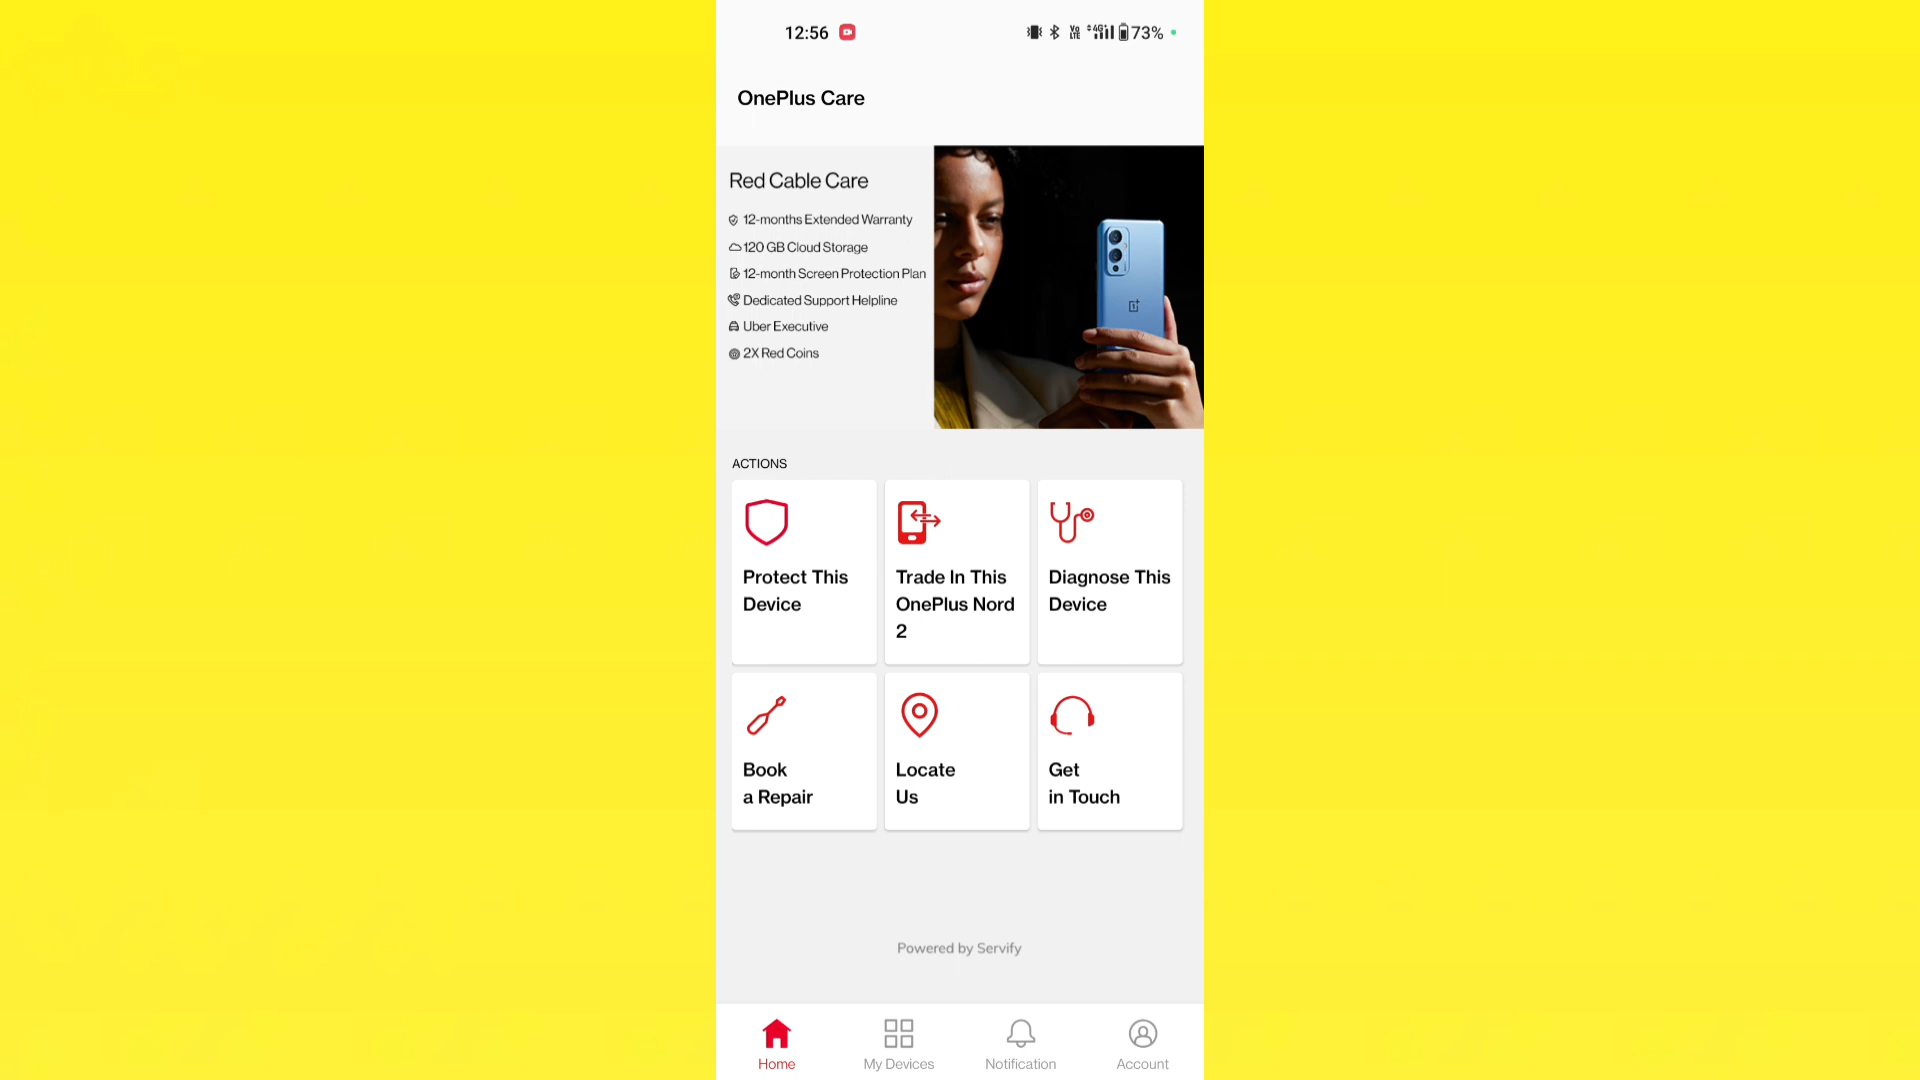 12:56
Vo LTE 4G+ 73%
OnePlus Care
Red Cable Care
12-months Extended Warranty
120 GB Cloud Storage
12-month Screen Protection Plan
Dedicated Support Helpline
Uber Executive
2X Red Coins
ACTIONS
Protect This
Device
Trade In This
OnePlus Nord
2
Diagnose This
Device
Book
a Repair
Locate
Us
Get
in Touch
Powered by Servify
Home
My Devices
Notification
Account